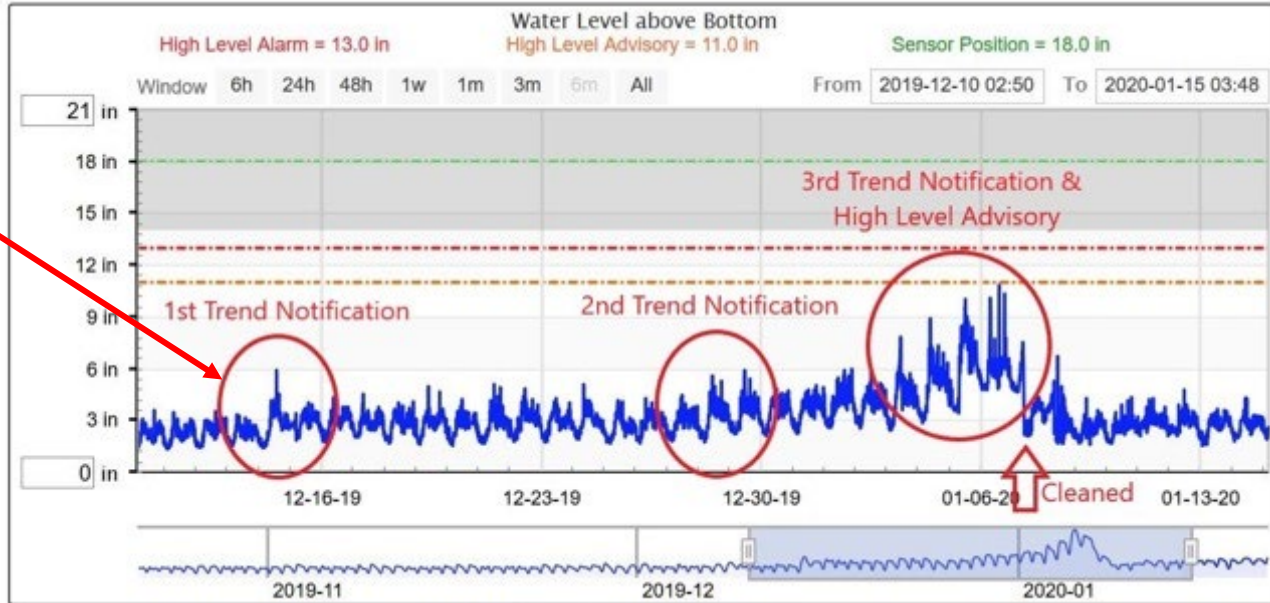 Water Level above Bottom
High Level Alarm = 13.0 in High Level Advisory = 11.0 in Sensor Position = 18.0 in
Window 6h 24h 48h 1w 1m 3m 6m All From 2019-12-10 02:50 To 2020-01-15 03:48
21 in
18 in
3rd Trend Notification &
High Level Advisory
15 in
12 in
1st Trend Notification 2nd Trend Notification
9 in
6 in
3 in
0 in
12-16-19 12-23-19 12-30-19 01-06-20 01-13-20
Cleaned
2019-11 2019-12 2020-01